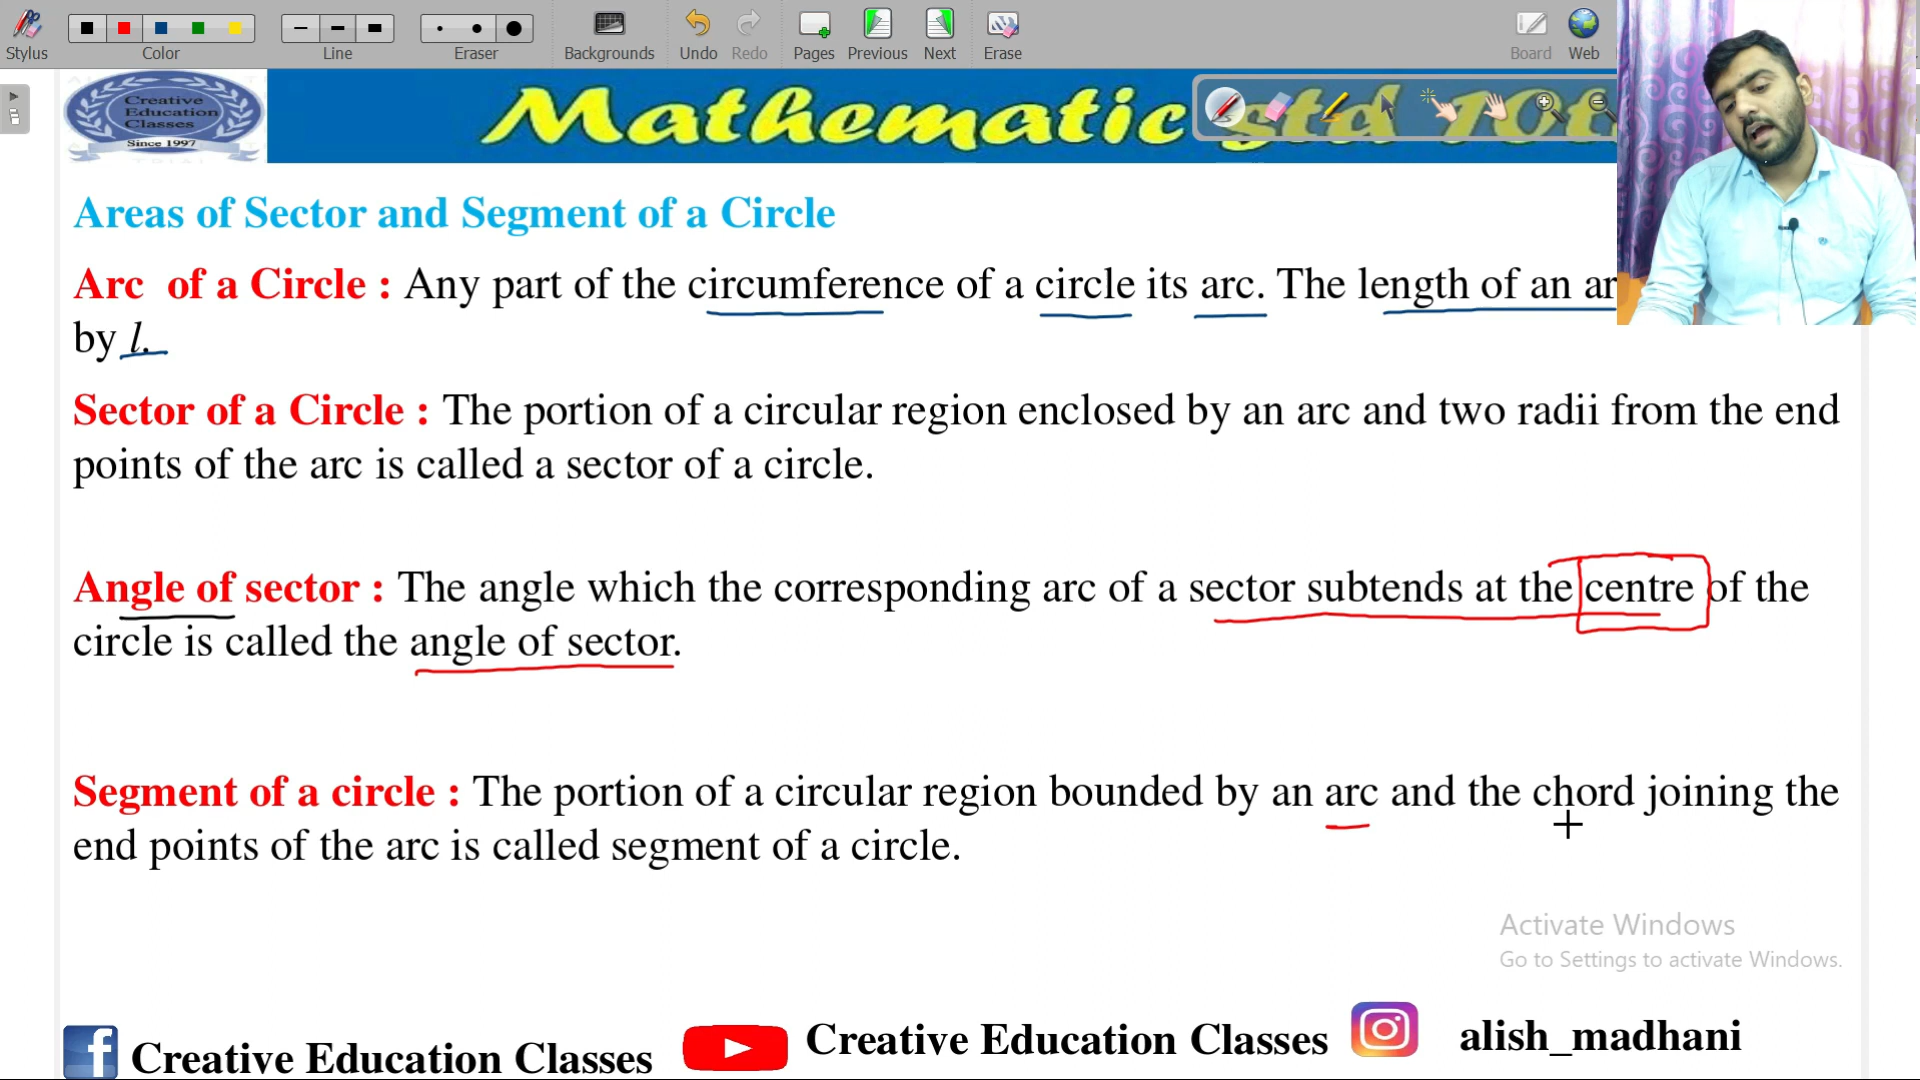 Stylus Color Line Eraser Backgrounds Undo Redo Pages Previous Next Erase Board Web
Creative
Education
Classes
Since 1997
Mathematic std 10t
Areas of Sector and Segment of a Circle
Arc of a Circle : Any part of the circumference of a circle its arc. The length of an ar
by l.
Sector of a Circle : The portion of a circular region enclosed by an arc and two radii from the end
points of the arc is called a sector of a circle.
Angle of sector : The angle which the corresponding arc of a sector subtends at the centre of the
circle is called the angle of sector.
Segment of a circle : The portion of a circular region bounded by an arc and the chord joining the
end points of the arc is called segment of a circle.
Activate Windows
Go to Settings to activate Windows.
Creative Education Classes
Creative Education Classes
alish_madhani